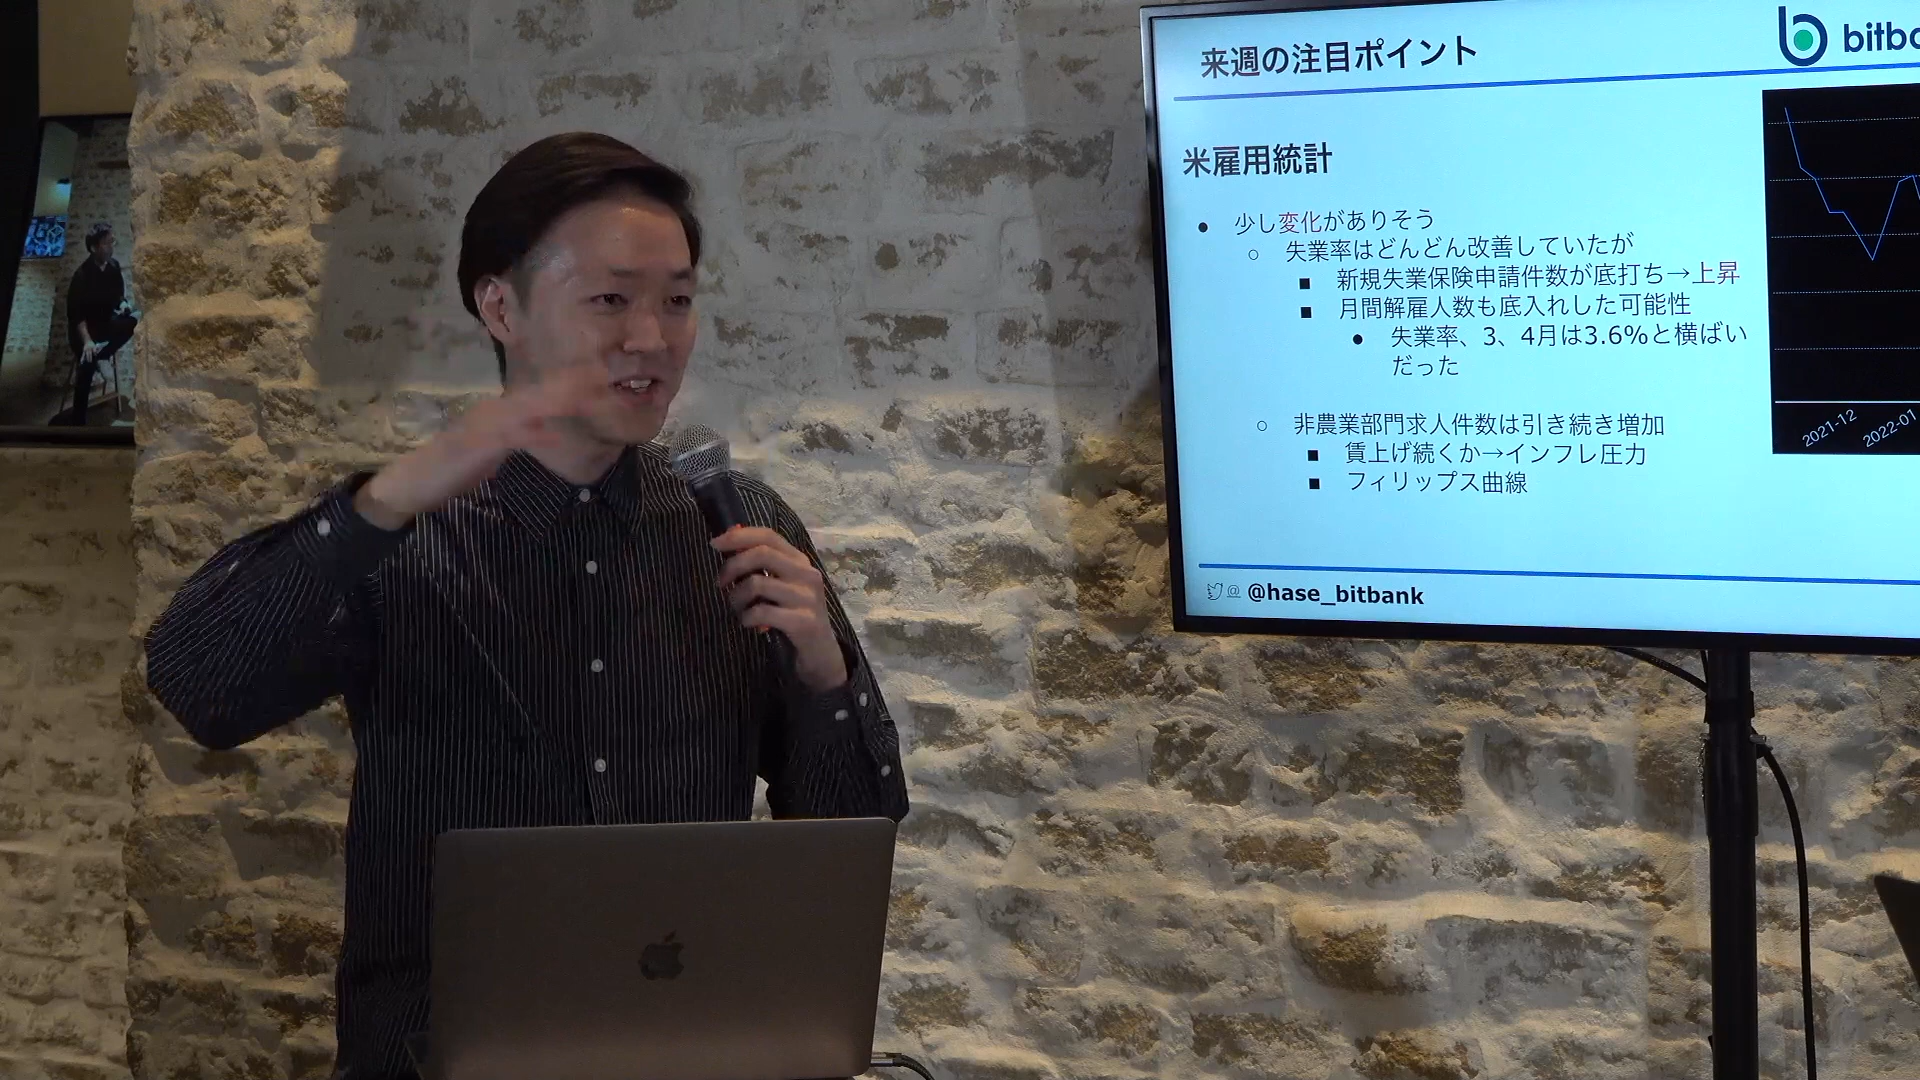 来週の注目ポイント
米雇用統計
● 少し変化がありそう
○ 失業率はどんどん改善していたが
■ 新規失業保険申請件数が底打ち→上昇
■ 月間解雇人数も底入れした可能性
● 失業率、3、4月は3.6%と横ばい
だった
○ 非農業部門求人件数は引き続き増加
■ 賃上げ続くか→インフレ圧力
■ フィリップス曲線
@ @hase_bitbank
2021-12
2022-01